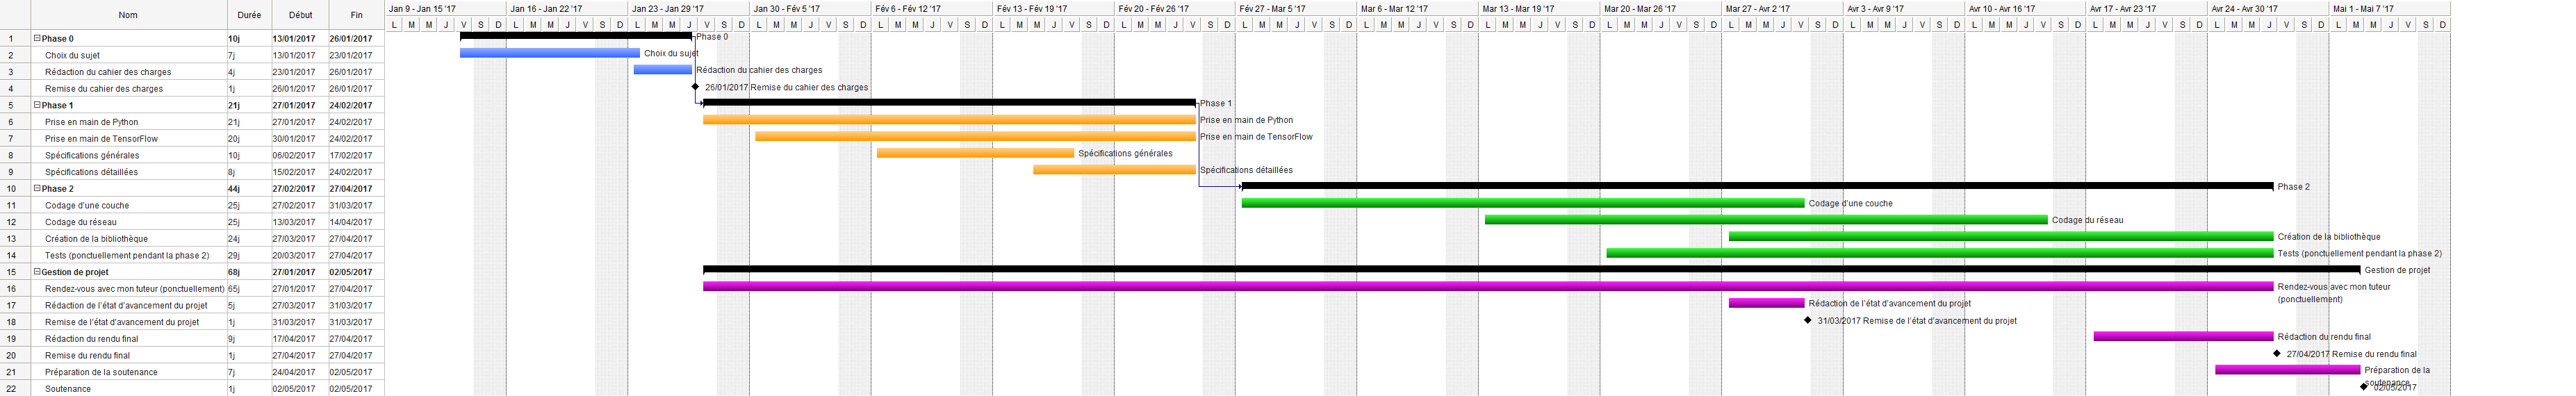 Nom Durée Début Fin Jan 9 - Jan 15 '17 Jan 16 - Jan 22 '17 Jan 23 - Jan 29 '17 Jan 30 - Fév 5 '17 Fév 6 - Fév 12 '17 Fév 13 - Fév 19 '17 Fév 20 - Fév 26 '17 Fév 27 - Mar 5 '17 Mar 6 - Mar 12 '17 Mar 13 - Mar 19 '17 Mar 20 - Mar 26 '17 Mar 27 - Avr 2 '17 Avr 3 - Avr 9 '17 Avr 10 - Avr 16 '17 Avr 17 - Avr 23 '17 Avr 24 - Avr 30 '17 Mai 1 - Mai 7 '17
L M M J V S D L M M J V S D L M M J V S D L M M J V S D L M M J V S D L M M J V S D L M M J V S D L M M J V S D L M M J V S D L M M J V S D L M M J V S D L M M J V S D L M M J V S D L M M J V S D L M M J V S D L M M J V S D L M M J V S D
1 Phase 0 10j 13/01/2017 26/01/2017 Phase 0
2 Choix du sujet 7j 13/01/2017 23/01/2017 Choix du sujet
3 Rédaction du cahier des charges 4j 23/01/2017 26/01/2017 Rédaction du cahier des charges
4 Remise du cahier des charges 1j 26/01/2017 26/01/2017 26/01/2017 Remise du cahier des charges
5 Phase 1 21j 27/01/2017 24/02/2017 Phase 1
6 Prise en main de Python 21j 27/01/2017 24/02/2017 Prise en main de Python
7 Prise en main de TensorFlow 20j 30/01/2017 24/02/2017 Prise en main de TensorFlow
8 Spécifications générales 10j 06/02/2017 17/02/2017 Spécifications générales
9 Spécifications détaillées 8j 15/02/2017 24/02/2017 Spécifications détaillées
10 Phase 2 44j 27/02/2017 27/04/2017 Phase 2
11 Codage d'une couche 25j 27/02/2017 31/03/2017 Codage d'une couche
12 Codage du réseau 25j 13/03/2017 14/04/2017 Codage du réseau
13 Création de la bibliothèque 24j 27/03/2017 27/04/2017 Création de la bibliothèque
14 Tests (ponctuellement pendant la phase 2) 29j 20/03/2017 27/04/2017 Tests (ponctuellement pendant la phase 2)
15 Gestion de projet 68j 27/01/2017 02/05/2017 Gestion de projet
16 Rendez-vous avec mon tuteur (ponctuellement) 65j 27/01/2017 27/04/2017 Rendez-vous avec mon tuteur
(ponctuellement)
17 Rédaction de l'état d'avancement du projet 5j 27/03/2017 31/03/2017 Rédaction de l'état d'avancement du projet
18 Remise de l'état d'avancement du projet 1j 31/03/2017 31/03/2017 31/03/2017 Remise de l'état d'avancement du projet
19 Rédaction du rendu final 9j 17/04/2017 27/04/2017 Rédaction du rendu final
20 Remise du rendu final 1j 27/04/2017 27/04/2017 27/04/2017 Remise du rendu final
21 Préparation de la soutenance 7j 24/04/2017 02/05/2017 Préparation de la
soutenance
22 Soutenance 1j 02/05/2017 02/05/2017 02/05/2017